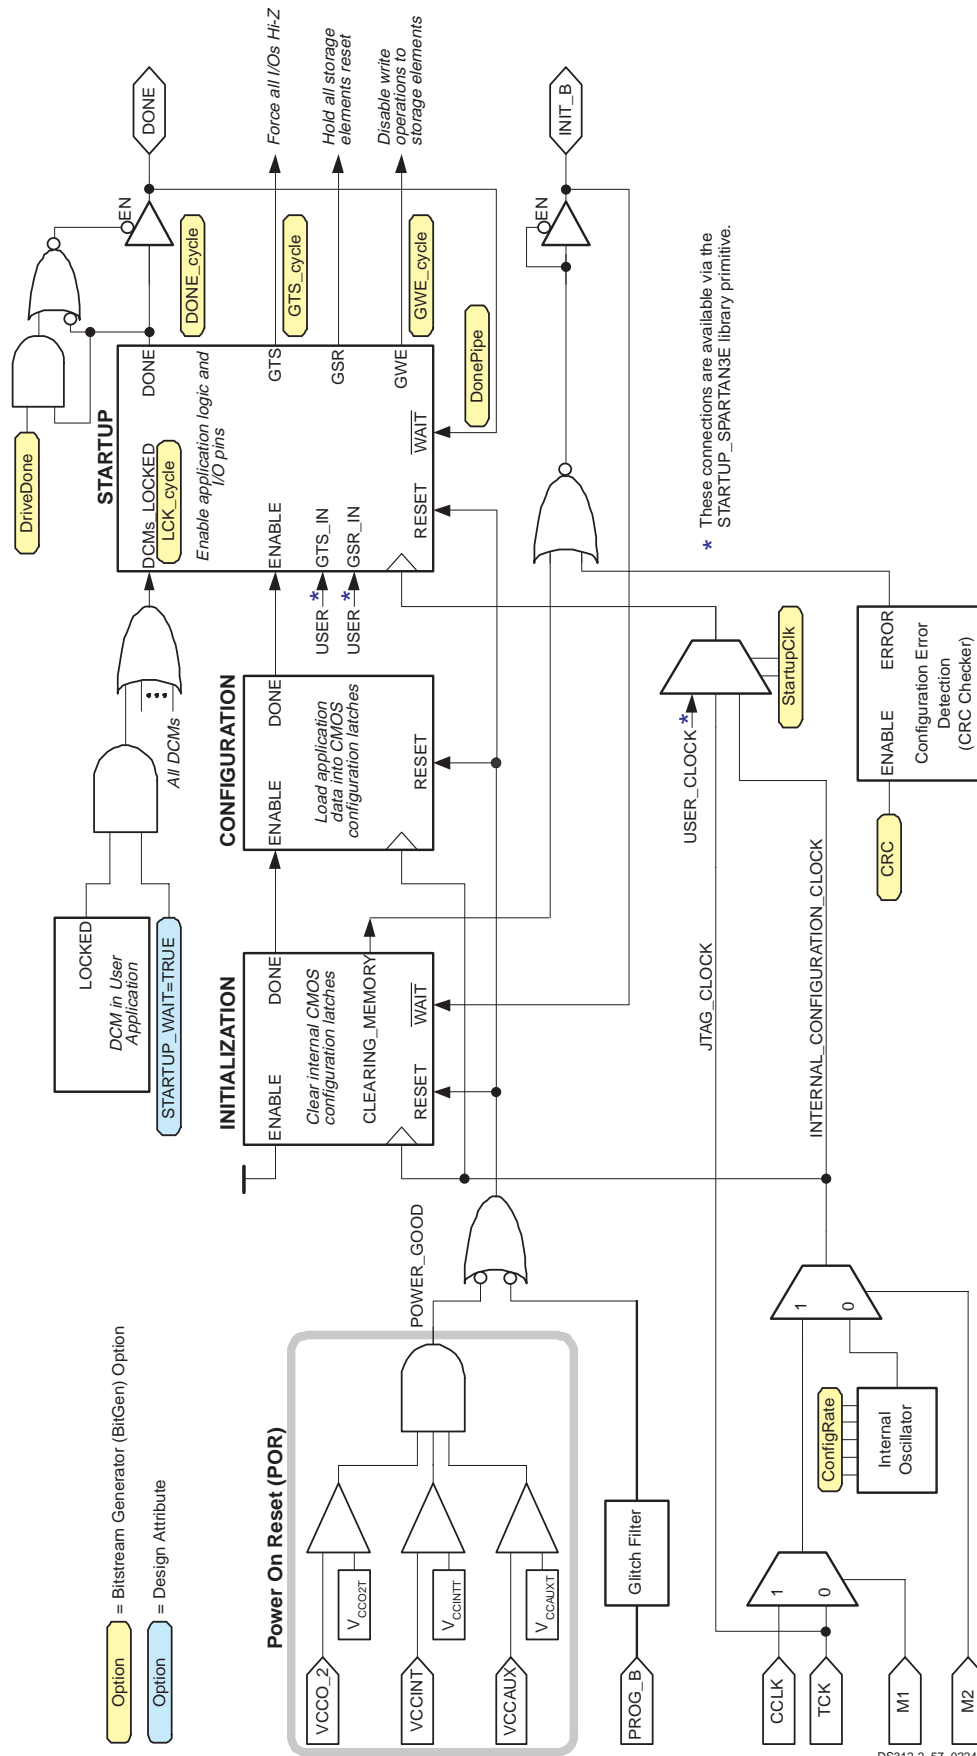 Option
= Bitstream Generator (BitGen) Option
Option
= Design Attribute
Power On Reset (POR)
VCCO_2
VCCO2T
VCCINT
VCCINTT
VCCAUX
VCCAUXT
POWER_GOOD
PROG_B
Glitch Filter
CCLK
TCK
M1
M2
1
0
ConfigRate
Internal
Oscillator
1
0
LOCKED
DCM in User
Application
STARTUP_WAIT=TRUE
All DCMs
INITIALIZATION
ENABLE
DONE
Clear internal CMOS
configuration latches
CLEARING_MEMORY
RESET
WAIT
CONFIGURATION
ENABLE
DONE
Load application
data into CMOS
configuration latches
RESET
DriveDone
STARTUP
DCMs_LOCKED
LCK_cycle
DONE
Enable application logic and
I/O pins
ENABLE
GTS
USER
*
GTS_IN
USER
*
GSR_IN
GSR
GWE
RESET
WAIT
EN
DONE
DONE_cycle
GTS_cycle
GWE_cycle
DonePipe
Force all I/Os Hi-Z
Hold all storage
elements reset
Disable write
operations to
storage elements
EN
INIT_B
JTAG_CLOCK
USER_CLOCK
*
INTERNAL_CONFIGURATION_CLOCK
StartupClk
* These connections are available via the
STARTUP_SPARTAN3E library primitive.
CRC
ENABLE
ERROR
Configuration Error
Detection
(CRC Checker)